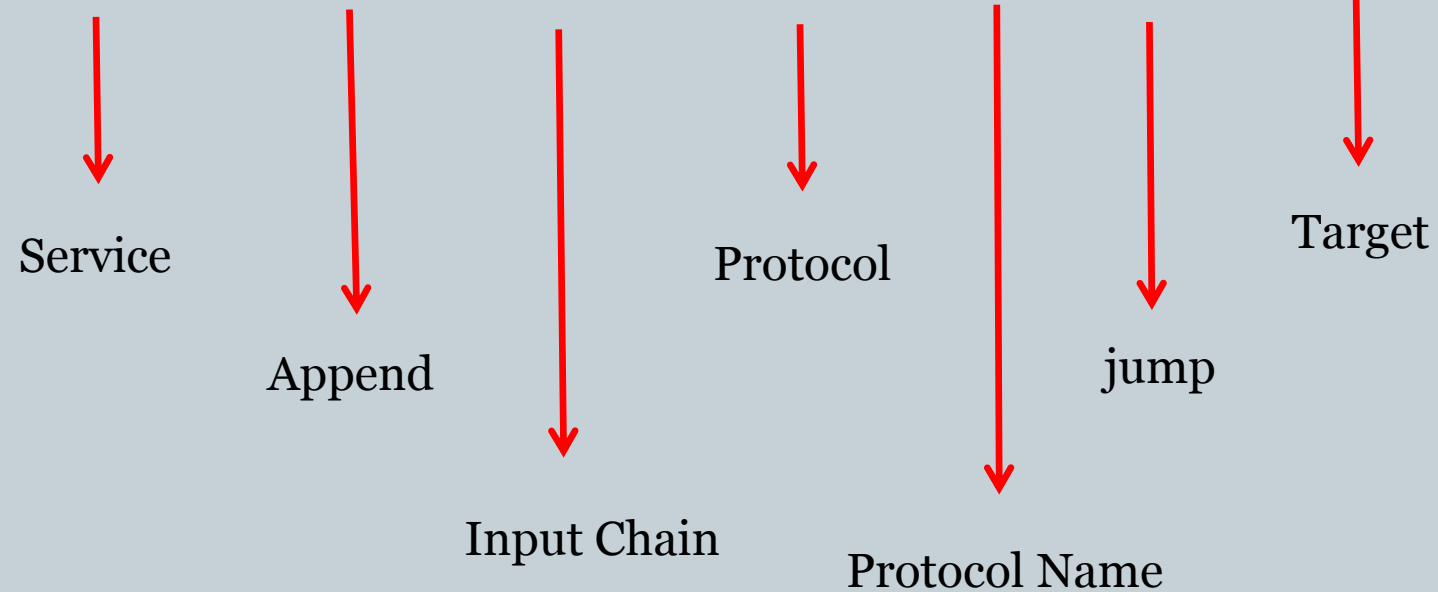 Service
Append
Input Chain
Protocol
Protocol Name
jump
Target